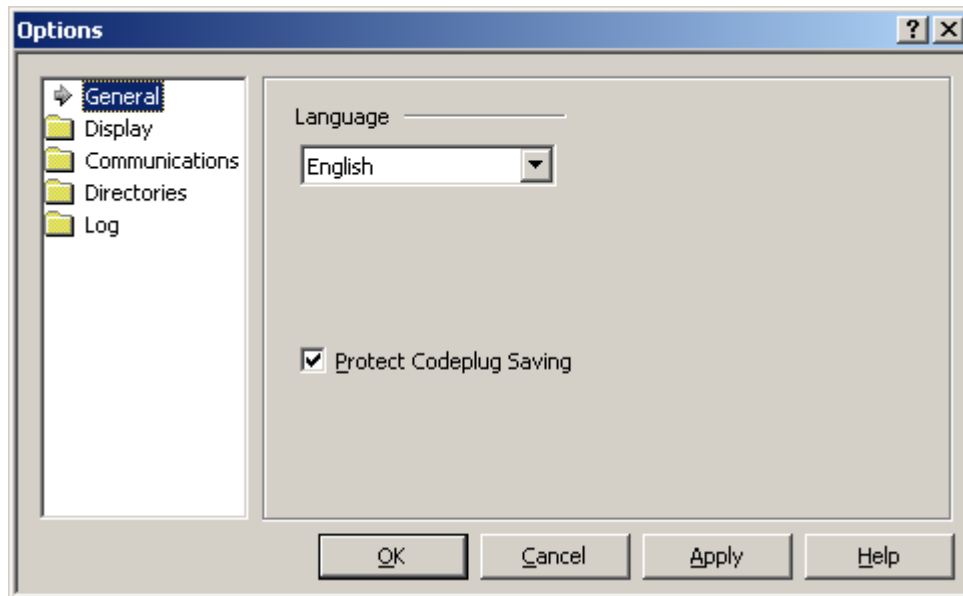 Options
General
Display
Communications
Directories
Log
Language
English
Protect Codeplug Saving
OK
Cancel
Apply
Help